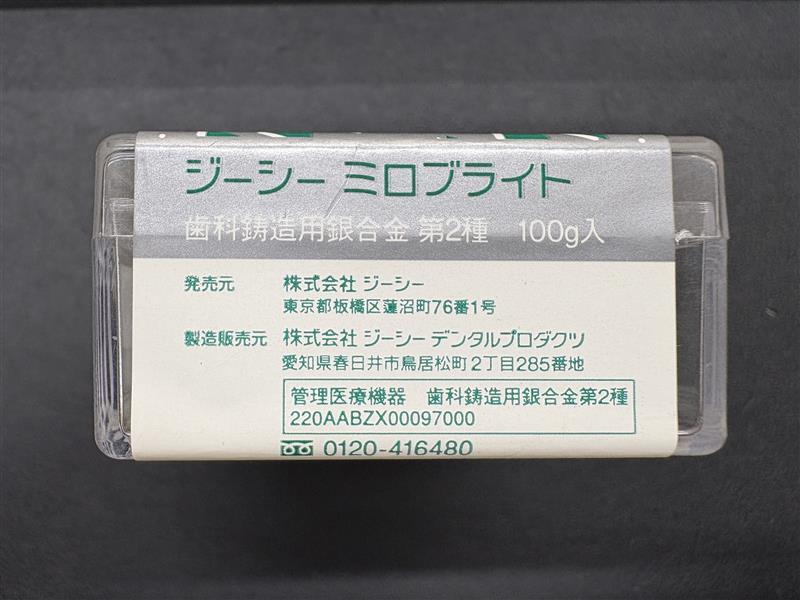 ジーシー ミロブライト
歯科鋳造用銀合金 第2種 100g入
発売元 株式会社 ジーシー
東京都板橋区蓮沼町76番1号
製造販売元 株式会社 ジーシー デンタルプロダクツ
愛知県春日井市鳥居松町2丁目285番地
管理医療機器 歯科鋳造用銀合金第2種
220AABZX00097000
0120-416480